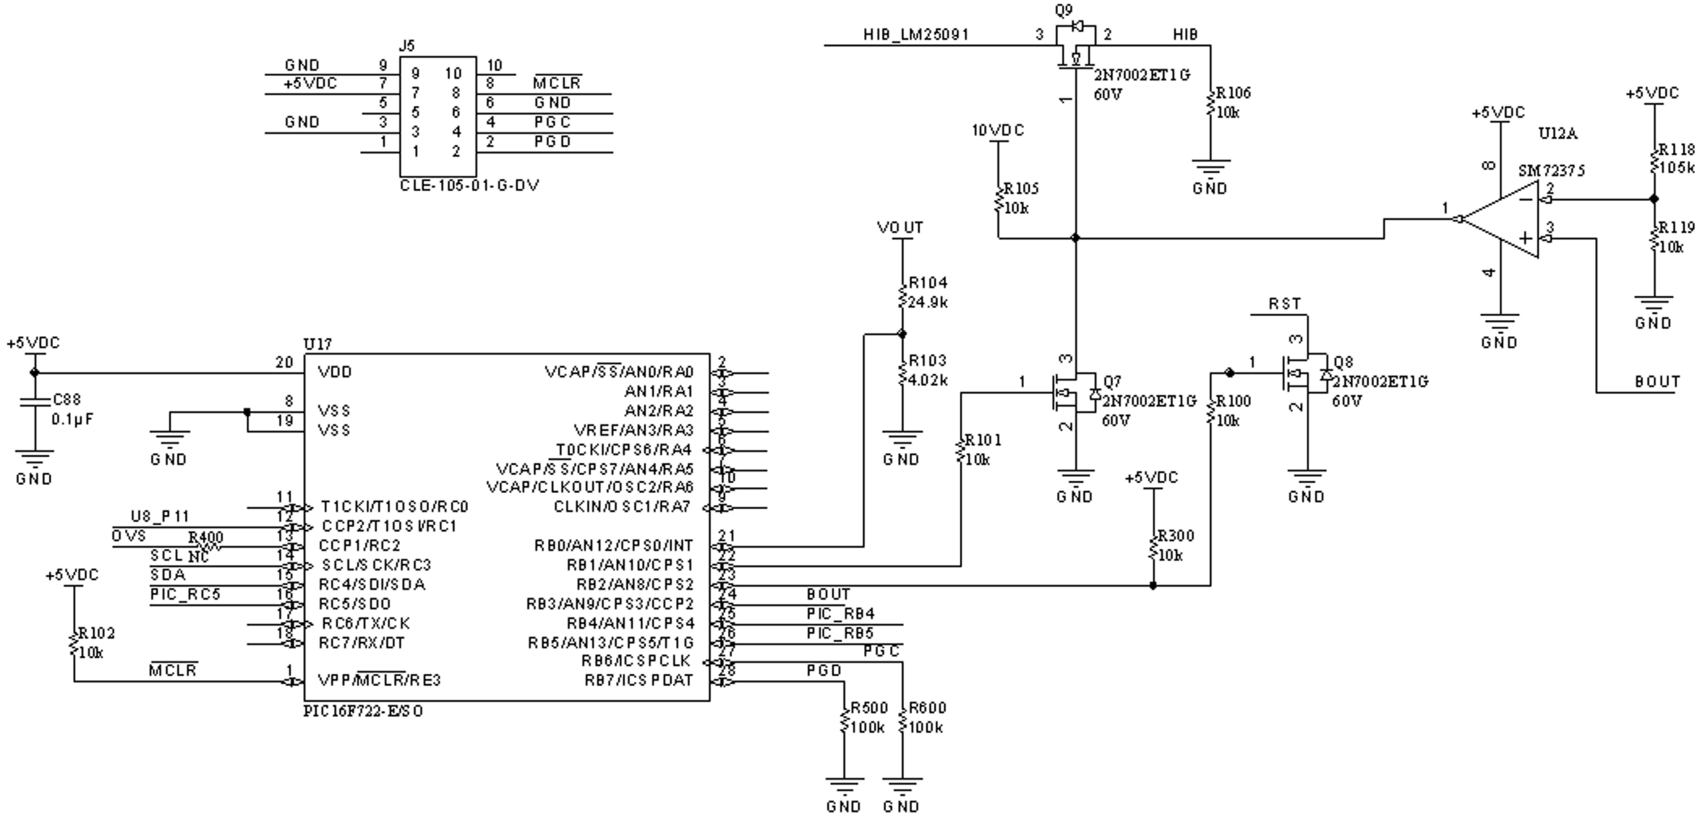 J5
GND 9 9 10 10
+5VDC 7 7 8 8 MCLR
5 5 6 6 GND
GND 3 3 4 4 PGC
1 1 2 2 PGD
CLE-105-01-G-DV
Q9
HIB_LM25091 3 2 HIB
2N7002ET1G
60V
1
R106
10k
GND
10VDC
R105
10k
+5VDC
+5VDC
U12A
R118
105k
8
SM72375
2
1
3
4
R119
10k
GND
GND
BOUT
VOUT
R104
24.9k
R103
4.02k
GND
RST
3
1
Q8
2N7002ET1G
60V
2
GND
3
1
Q7
2N7002ET1G
60V
2
GND
R100
10k
R101
10k
+5VDC
R300
10k
+5VDC
C88
0.1µF
GND
GND
U17
20 VDD
8 VSS
19 VSS
11 T1CKI/T1OSO/RC0
U8_P11 12 CCP2/T1OSI/RC1
OVS R400 13 CCP1/RC2
SCL NC 14 SCL/SCK/RC3
SDA 15 RC4/SDI/SDA
PIC_RC5 16 RC5/SDO
17 RC6/TX/CK
18 RC7/RX/DT
+5VDC
R102
10k
MCLR 1 VPP/MCLR/RE3
VCAP/SS/AN0/RA0 2
AN1/RA1 3
AN2/RA2 4
VREF/AN3/RA3 5
T0CKI/CPS6/RA4 6
VCAP/SS/CPS7/AN4/RA5 7
VCAP/CLKOUT/OSC2/RA6 10
CLKIN/OSC1/RA7 9
RB0/AN12/CPS0/INT 21
RB1/AN10/CPS1 22
RB2/AN8/CPS2 23
RB3/AN9/CPS3/CCP2 24 BOUT
RB4/AN11/CPS4 25 PIC_RB4
RB5/AN13/CPS5/T1G 26 PIC_RB5
RB6/ICSPCLK 27 PGC
RB7/ICSPDAT 28 PGD
PIC16F722-E/SO
R500
100k
R600
100k
GND
GND